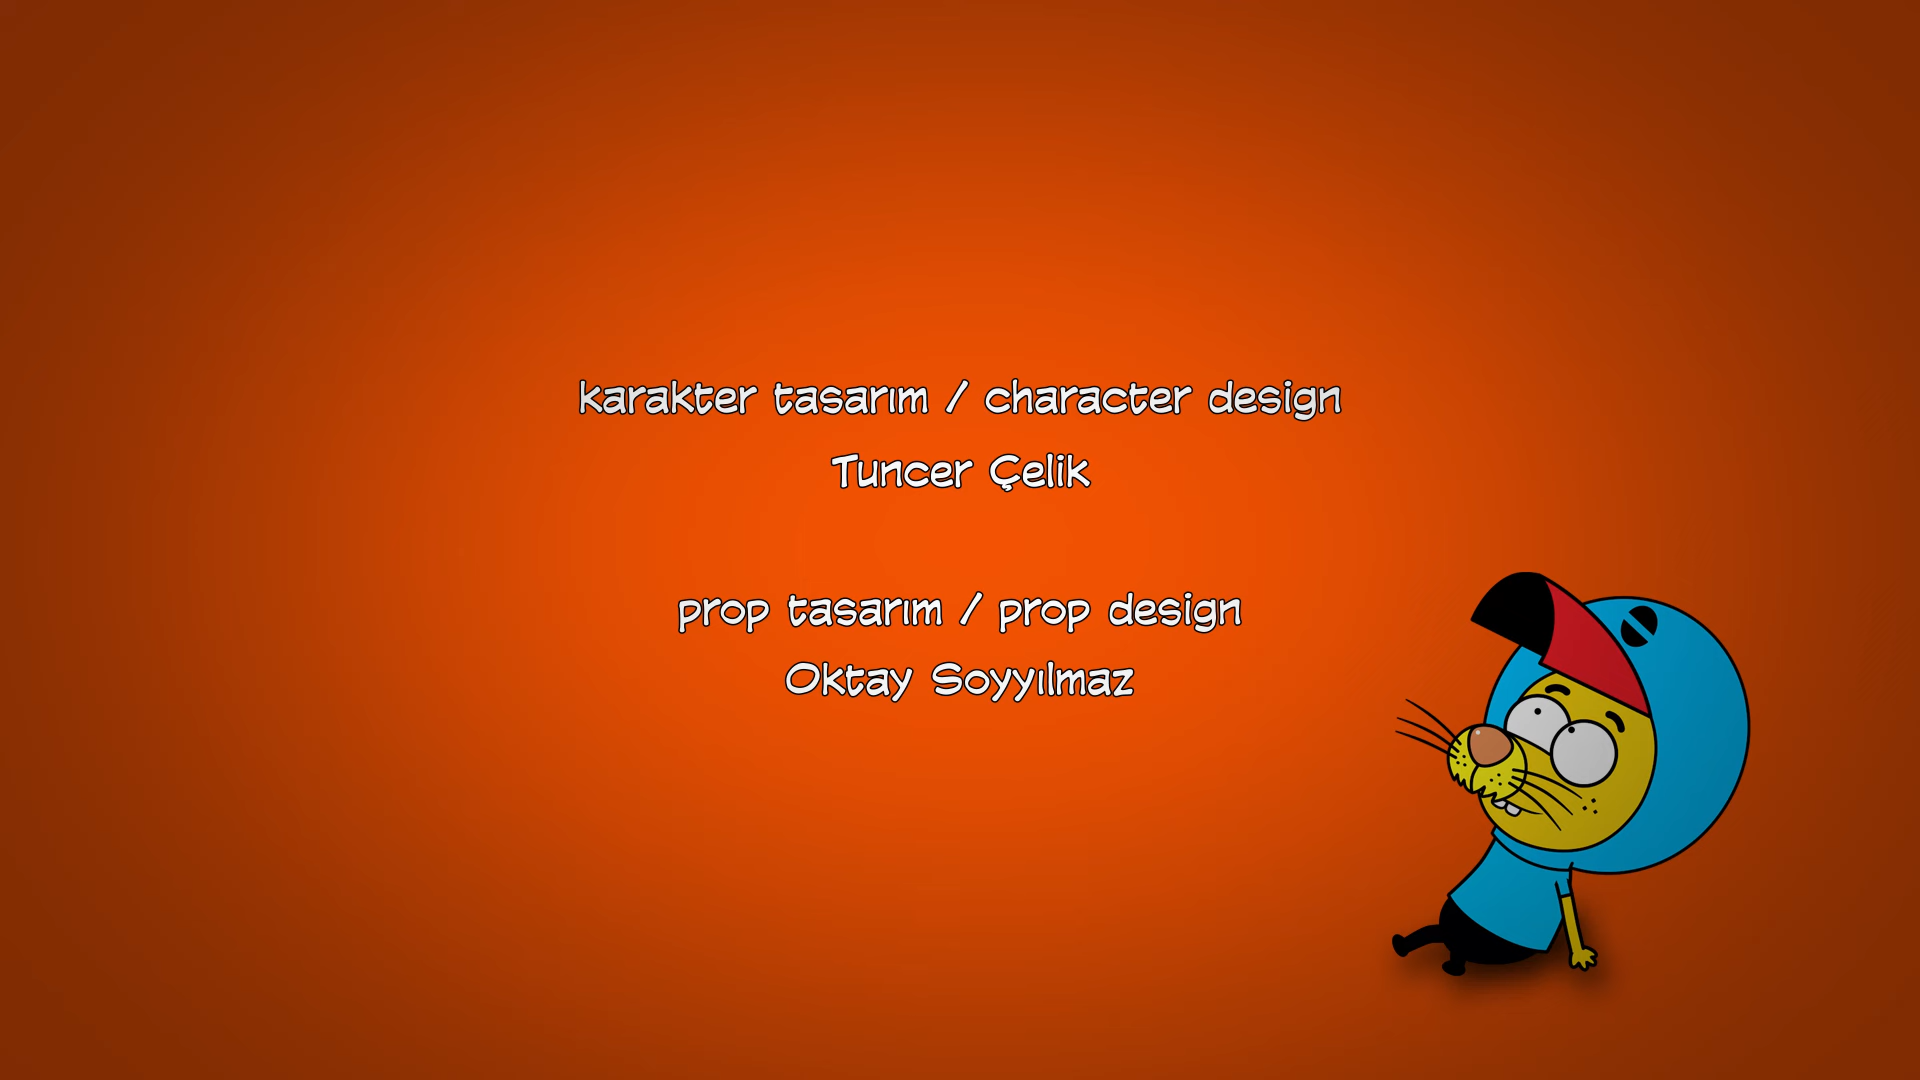 karakter tasarım / character design
Tuncer Çelik
prop tasarım / prop design
Oktay Soyyılmaz